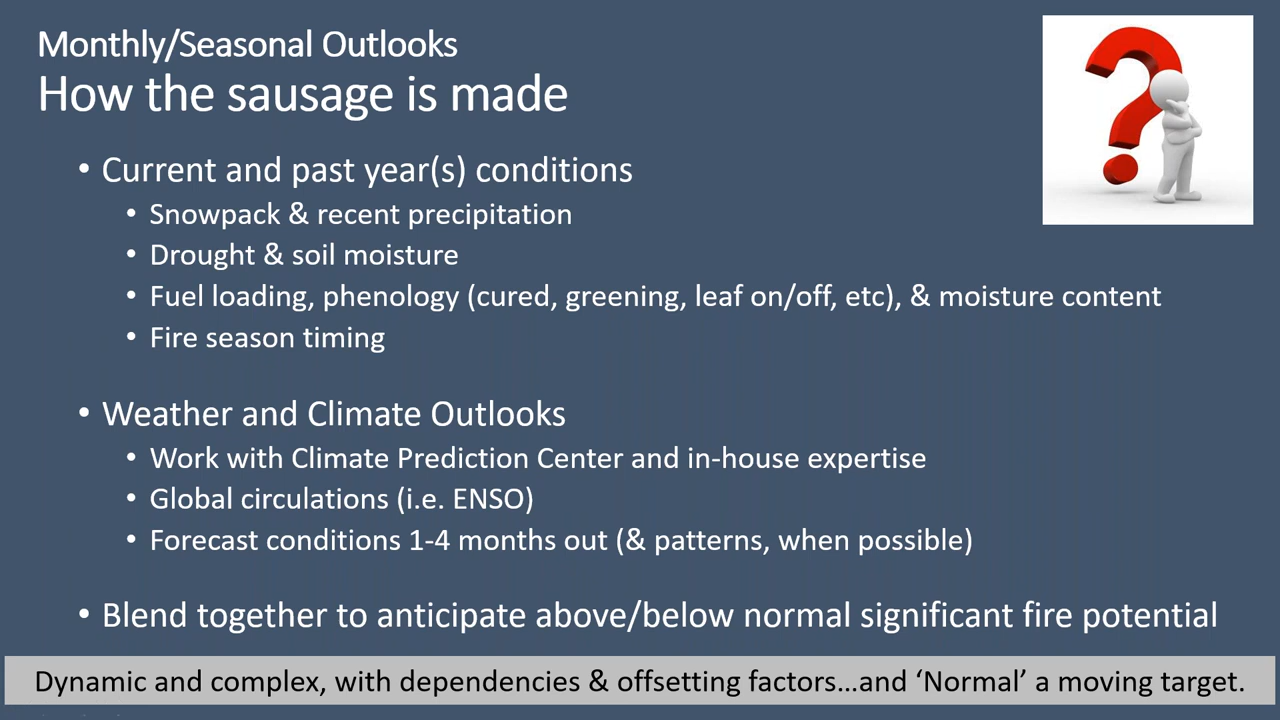 Monthly/Seasonal Outlooks
How the sausage is made
• Current and past year(s) conditions
• Snowpack & recent precipitation
• Drought & soil moisture
• Fuel loading, phenology (cured, greening, leaf on/off, etc), & moisture content
• Fire season timing
• Weather and Climate Outlooks
• Work with Climate Prediction Center and in-house expertise
• Global circulations (i.e. ENSO)
• Forecast conditions 1-4 months out (& patterns, when possible)
• Blend together to anticipate above/below normal significant fire potential
Dynamic and complex, with dependencies & offsetting factors…and ‘Normal’ a moving target.